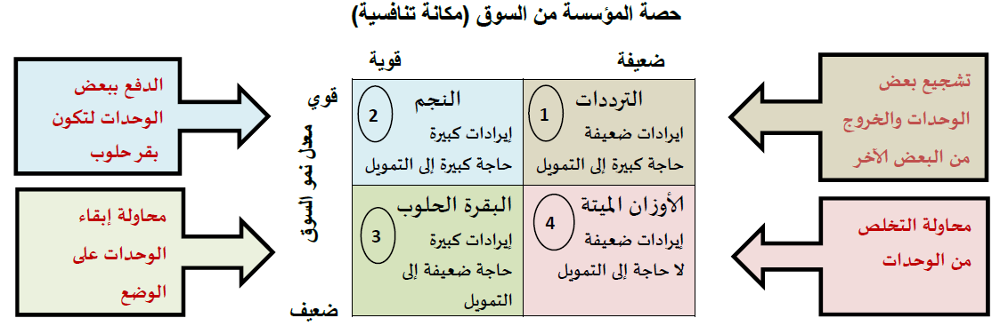 حصة المؤسسة من السوق (مكانة تنافسية)
ضعيفة
قوية
تشجيع بعض
الوحدات والخروج
من البعض الآخر
الترددات
1
ايرادات ضعيفة
حاجة كبيرة إلى التمويل
النجم
2
إيرادات كبيرة
حاجة كبيرة إلى التمويل
قوي
معدل نمو السوق
ضعيف
الدفع ببعض
الوحدات لتكون
بقر حلوب
محاولة التخلص
من الوحدات
الأوزان الميتة
4
إيرادات ضعيفة
لا حاجة إلى التمويل
البقرة الحلوب
3
إيرادات كبيرة
حاجة ضعيفة إلى
التمويل
محاولة إبقاء
الوحدات على
الوضع